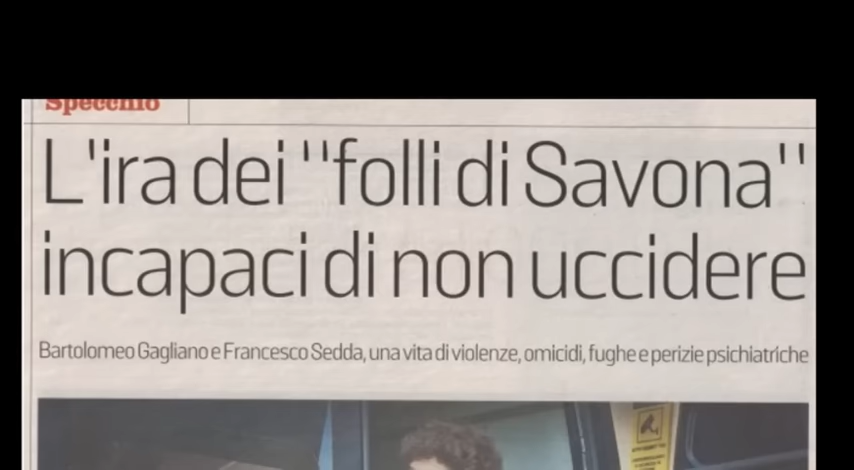 Specchio
L'ira dei "folli di Savona"
incapaci di non uccidere
Bartolomeo Gagliano e Francesco Sedda, una vita di violenze, omicidi, fughe e perizie psichiatriche